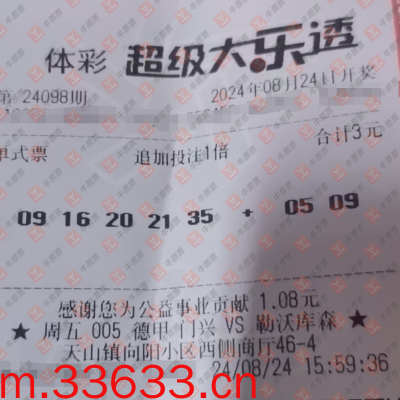 体彩 超级大乐透
第 24098期 2024年08月24日开奖
合计3元
单式票 追加投注1倍
09 16 20 21 35 + 05 09
感谢您为公益事业贡献 1.08元
★ 周五 005 德甲 门兴 VS 勒沃库森 ★
天山镇向阳小区西侧商厅46-4
24/08/24 15:59:36
m.33633.cn